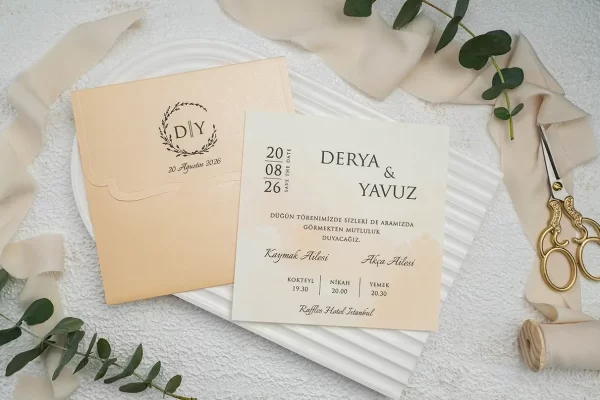 D|Y
20 Ağustos 2026
20
08
26
SAVE THE DATE
DERYA
&
YAVUZ
DÜĞÜN TÖRENİMİZDE SİZLERİ DE ARAMIZDA
GÖRMEKTEN MUTLULUK
DUYACAĞIZ.
Kaymak Ailesi Akça Ailesi
KOKTEYL NİKAH YEMEK
19.30 20.00 20.30
Raffles Hotel İstanbul